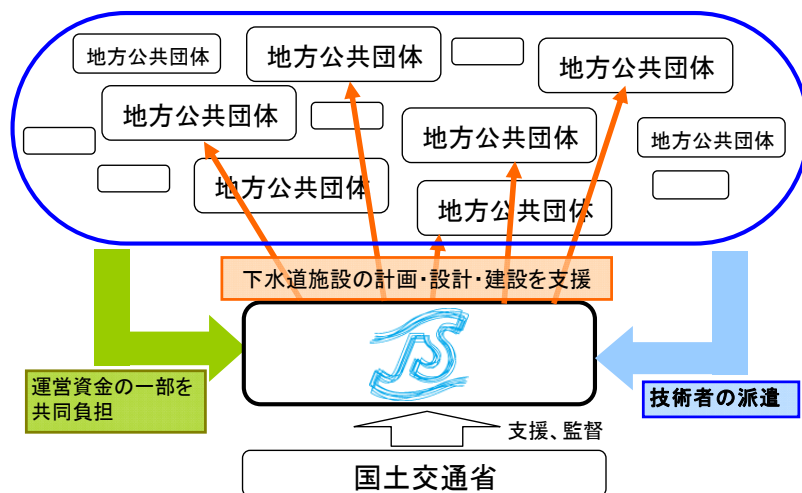 地方公共団体
地方公共団体
地方公共団体
地方公共団体
地方公共団体
地方公共団体
地方公共団体
地方公共団体
下水道施設の計画・設計・建設を支援
JS
運営資金の一部を
共同負担
技術者の派遣
支援、監督
国土交通省